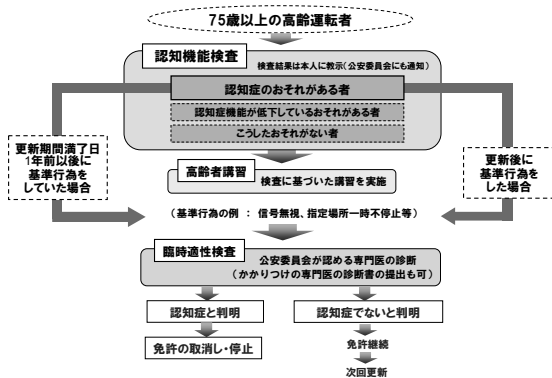 75歳以上の高齢運転者
認知機能検査
検査結果は本人に教示(公安委員会にも通知)
認知症のおそれがある者
認知症機能が低下しているおそれがある者
こうしたおそれがない者
更新期間満了日
1年前以後に
基準行為を
していた場合
更新後に
基準行為を
した場合
高齢者講習
検査に基づいた講習を実施
(基準行為の例 : 信号無視、指定場所一時不停止等)
臨時適性検査
公安委員会が認める専門医の診断
(かかりつけの専門医の診断書の提出も可)
認知症と判明
認知症でないと判明
免許の取消し・停止
免許継続
次回更新